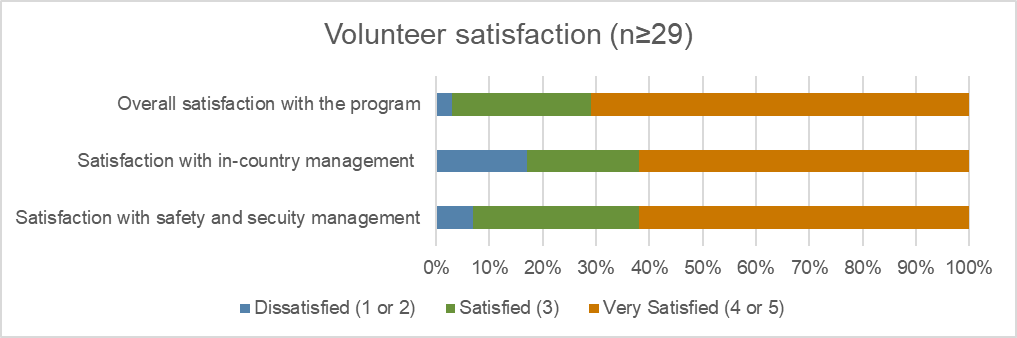 Volunteer satisfaction (n≥29)
Overall satisfaction with the program
Satisfaction with in-country management
Satisfaction with safety and secuity management
0% 10% 20% 30% 40% 50% 60% 70% 80% 90% 100%
Dissatisfied (1 or 2) Satisfied (3) Very Satisfied (4 or 5)